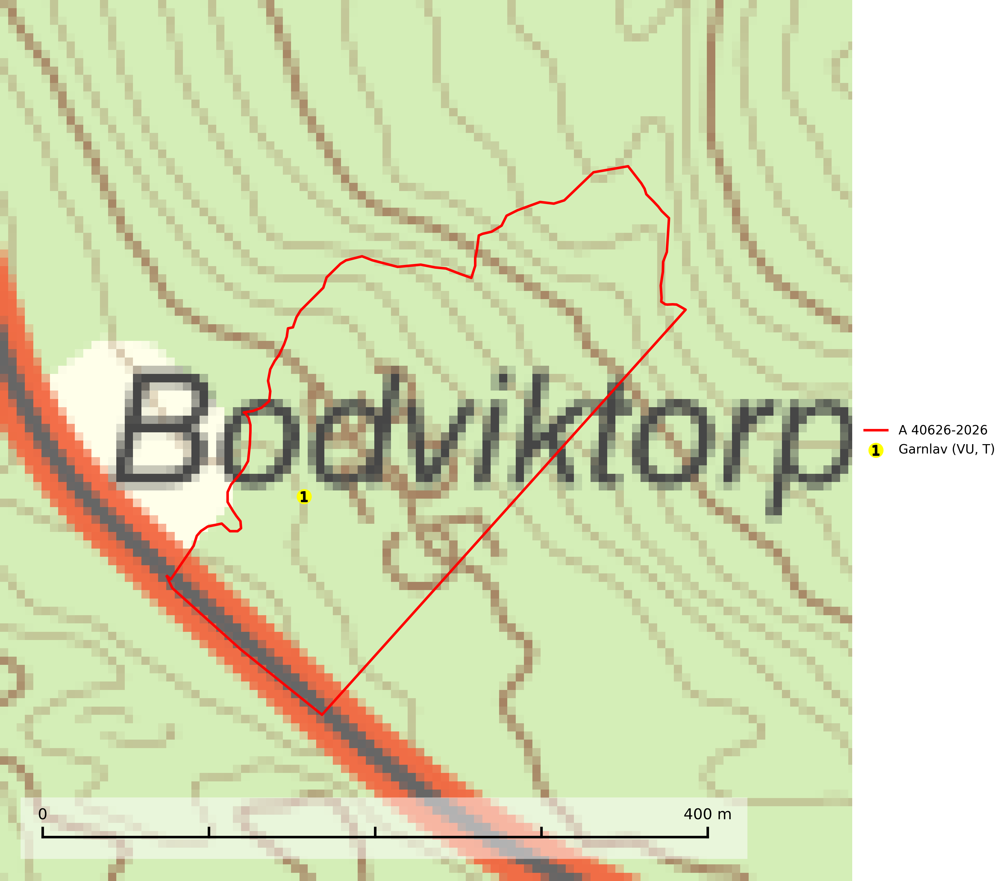 Bodviktorp
A 40626-2026
1 Garnlav (VU, T)
1
0 400 m